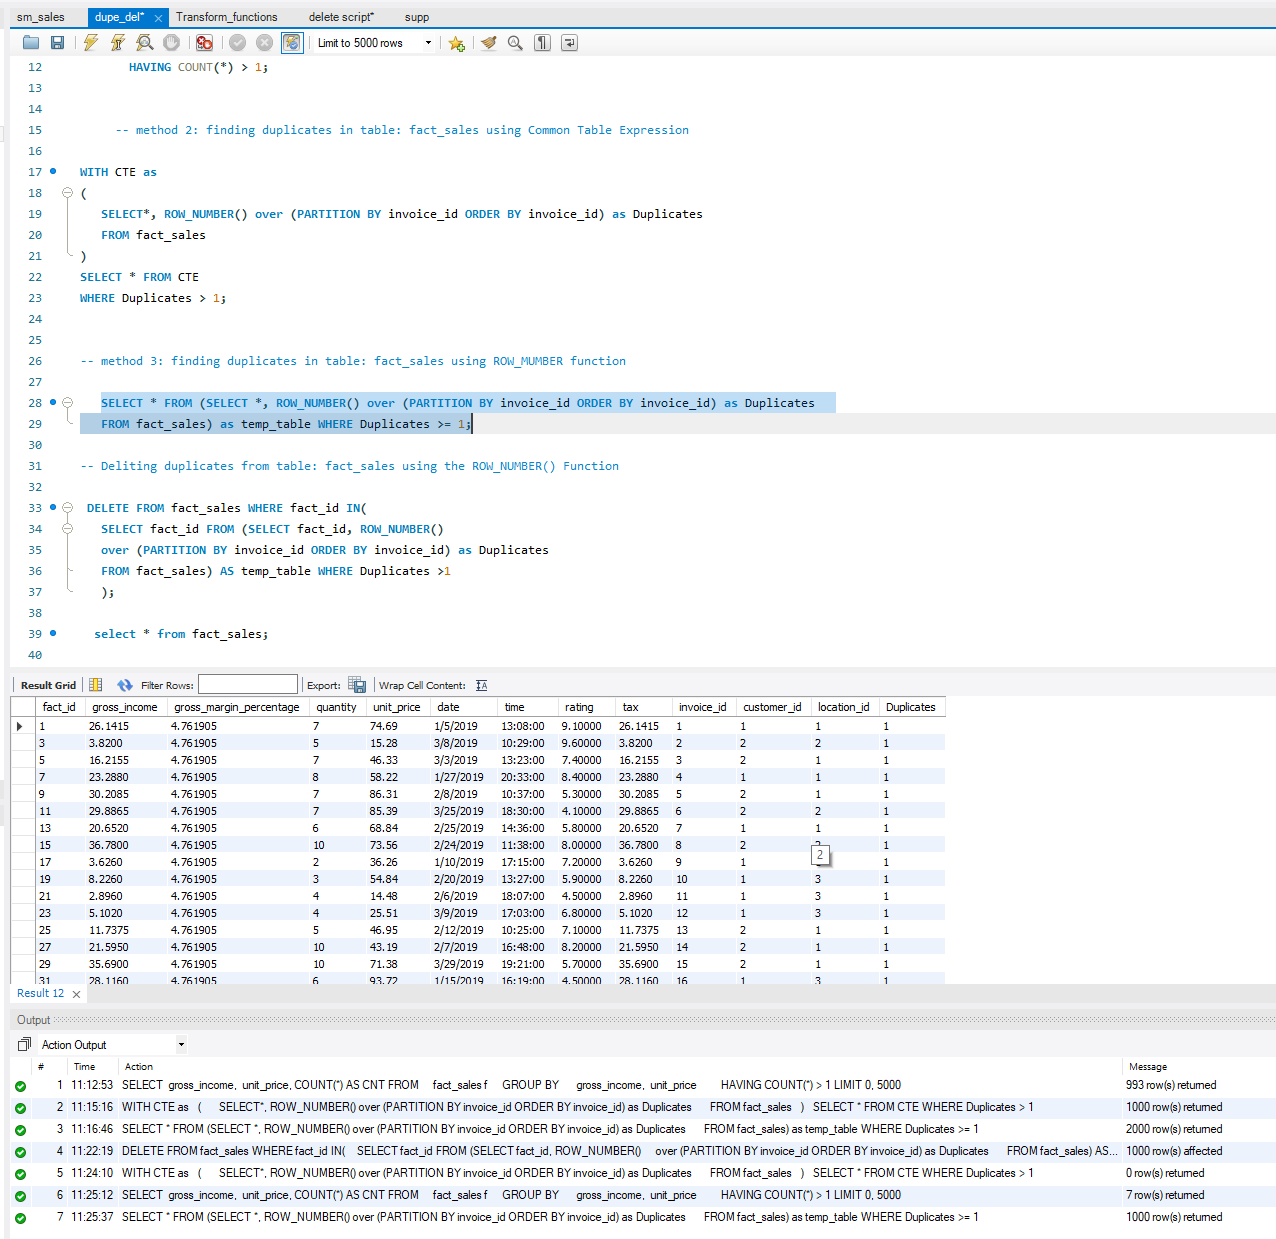 sm_sales dupe_del* Transform_functions delete script* supp
Limit to 5000 rows
12 HAVING COUNT(*) > 1;
13
14
15 -- method 2: finding duplicates in table: fact_sales using Common Table Expression
16
17 WITH CTE as
18 (
19 SELECT*, ROW_NUMBER() over (PARTITION BY invoice_id ORDER BY invoice_id) as Duplicates
20 FROM fact_sales
21 )
22 SELECT * FROM CTE
23 WHERE Duplicates > 1;
24
25
26 -- method 3: finding duplicates in table: fact_sales using ROW_MUMBER function
27
28 SELECT * FROM (SELECT *, ROW_NUMBER() over (PARTITION BY invoice_id ORDER BY invoice_id) as Duplicates
29 FROM fact_sales) as temp_table WHERE Duplicates >= 1;
30
31 -- Deliting duplicates from table: fact_sales using the ROW_NUMBER() Function
32
33 DELETE FROM fact_sales WHERE fact_id IN(
34 SELECT fact_id FROM (SELECT fact_id, ROW_NUMBER()
35 over (PARTITION BY invoice_id ORDER BY invoice_id) as Duplicates
36 FROM fact_sales) AS temp_table WHERE Duplicates >1
37 );
38
39 select * from fact_sales;
40
Result Grid Filter Rows: Export: Wrap Cell Content:
fact_id gross_income gross_margin_percentage quantity unit_price date time rating tax invoice_id customer_id location_id Duplicates
1 26.1415 4.761905 7 74.69 1/5/2019 13:08:00 9.10000 26.1415 1 1 1 1
3 3.8200 4.761905 5 15.28 3/8/2019 10:29:00 9.60000 3.8200 2 2 2 1
5 16.2155 4.761905 7 46.33 3/3/2019 13:23:00 7.40000 16.2155 3 2 1 1
7 23.2880 4.761905 8 58.22 1/27/2019 20:33:00 8.40000 23.2880 4 1 1 1
9 30.2085 4.761905 7 86.31 2/8/2019 10:37:00 5.30000 30.2085 5 2 1 1
11 29.8865 4.761905 7 85.39 3/25/2019 18:30:00 4.10000 29.8865 6 2 2 1
13 20.6520 4.761905 6 68.84 2/25/2019 14:36:00 5.80000 20.6520 7 1 1 1
15 36.7800 4.761905 10 73.56 2/24/2019 11:38:00 8.00000 36.7800 8 2 2 1
17 3.6260 4.761905 2 36.26 1/10/2019 17:15:00 7.20000 3.6260 9 1 1
2
19 8.2260 4.761905 3 54.84 2/20/2019 13:27:00 5.90000 8.2260 10 1 3 1
21 2.8960 4.761905 4 14.48 2/6/2019 18:07:00 4.50000 2.8960 11 1 3 1
23 5.1020 4.761905 4 25.51 3/9/2019 17:03:00 6.80000 5.1020 12 1 3 1
25 11.7375 4.761905 5 46.95 2/12/2019 10:25:00 7.10000 11.7375 13 2 1 1
27 21.5950 4.761905 10 43.19 2/7/2019 16:48:00 8.20000 21.5950 14 2 1 1
29 35.6900 4.761905 10 71.38 3/29/2019 19:21:00 5.70000 35.6900 15 2 1 1
31 28.1160 4.761905 6 93.72 1/15/2019 16:19:00 4.50000 28.1160 16 1 3 1
Result 12
Output
Action Output
# Time Action Message
1 11:12:53 SELECT gross_income, unit_price, COUNT(*) AS CNT FROM fact_sales f GROUP BY gross_income, unit_price HAVING COUNT(*) > 1 LIMIT 0, 5000 993 row(s) returned
2 11:15:16 WITH CTE as ( SELECT*, ROW_NUMBER() over (PARTITION BY invoice_id ORDER BY invoice_id) as Duplicates FROM fact_sales ) SELECT * FROM CTE WHERE Duplicates > 1 1000 row(s) returned
3 11:16:46 SELECT * FROM (SELECT *, ROW_NUMBER() over (PARTITION BY invoice_id ORDER BY invoice_id) as Duplicates FROM fact_sales) as temp_table WHERE Duplicates >= 1 2000 row(s) returned
4 11:22:19 DELETE FROM fact_sales WHERE fact_id IN( SELECT fact_id FROM (SELECT fact_id, ROW_NUMBER() over (PARTITION BY invoice_id ORDER BY invoice_id) as Duplicates FROM fact_sales) AS... 1000 row(s) affected
5 11:24:10 WITH CTE as ( SELECT*, ROW_NUMBER() over (PARTITION BY invoice_id ORDER BY invoice_id) as Duplicates FROM fact_sales ) SELECT * FROM CTE WHERE Duplicates > 1 0 row(s) returned
6 11:25:12 SELECT gross_income, unit_price, COUNT(*) AS CNT FROM fact_sales f GROUP BY gross_income, unit_price HAVING COUNT(*) > 1 LIMIT 0, 5000 7 row(s) returned
7 11:25:37 SELECT * FROM (SELECT *, ROW_NUMBER() over (PARTITION BY invoice_id ORDER BY invoice_id) as Duplicates FROM fact_sales) as temp_table WHERE Duplicates >= 1 1000 row(s) returned